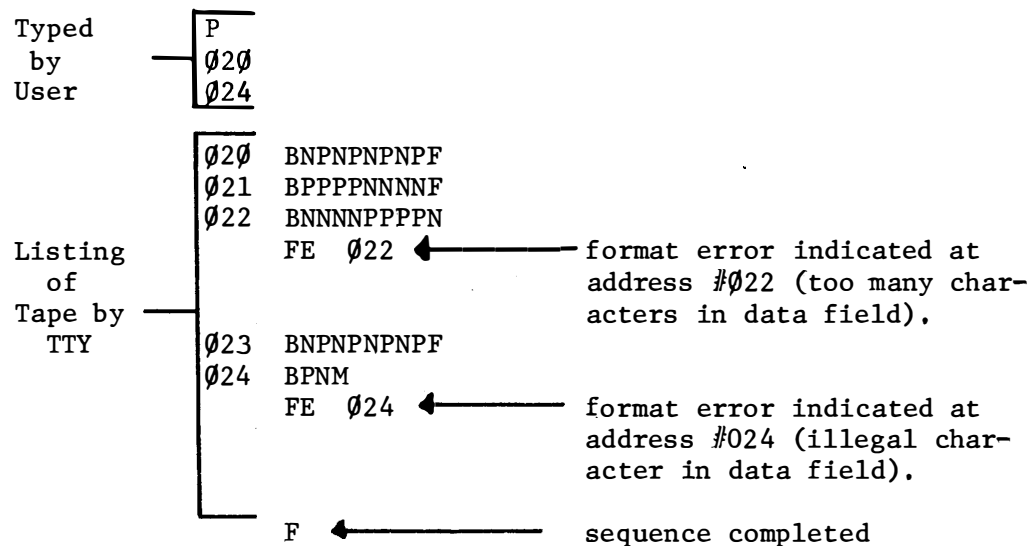 Typed
by
User
P
Ø2Ø
Ø24
Listing
of
Tape by
TTY
Ø2Ø BNPNPNPNPF
Ø21 BPPPPNNNNF
Ø22 BNNNNPPPPN
FE Ø22
format error indicated at
address #Ø22 (too many char-
acters in data field).
Ø23 BNPNPNPNPF
Ø24 BPNM
FE Ø24
format error indicated at
address #024 (illegal char-
acter in data field).
F
sequence completed